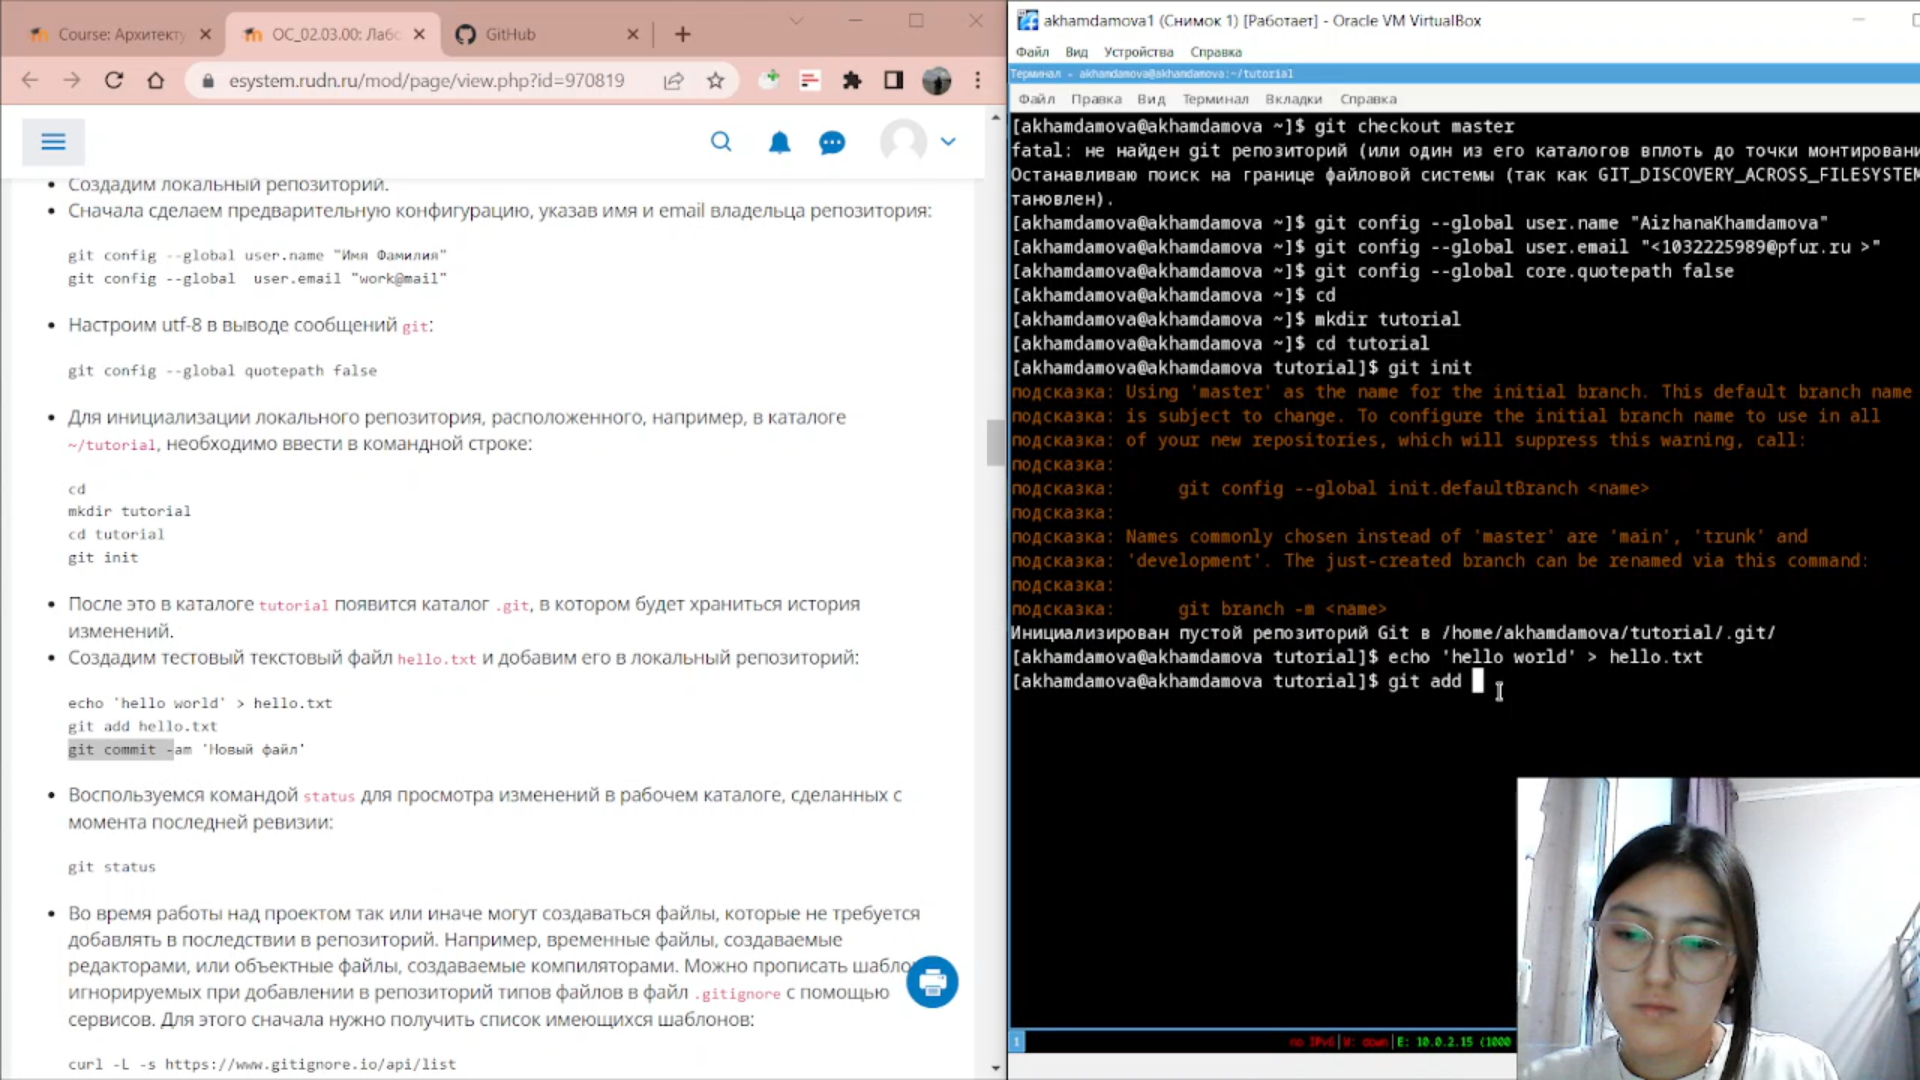 Course: Архитекту
ОС_02.03.00: Лабо
GitHub
esystem.rudn.ru/mod/page/view.php?id=970819
Создадим локальный репозиторий.
Сначала сделаем предварительную конфигурацию, указав имя и email владельца репозитория:
git config --global user.name "Имя Фамилия"
git config --global  user.email "work@mail"
Настроим utf-8 в выводе сообщений git:
git config --global quotepath false
Для инициализации локального репозитория, расположенного, например, в каталоге
~/tutorial, необходимо ввести в командной строке:
cd
mkdir tutorial
cd tutorial
git init
После это в каталоге tutorial появится каталог .git, в котором будет храниться история
изменений.
Создадим тестовый текстовый файл hello.txt и добавим его в локальный репозиторий:
echo 'hello world' > hello.txt
git add hello.txt
git commit -am 'Новый файл'
Воспользуемся командой status для просмотра изменений в рабочем каталоге, сделанных с
момента последней ревизии:
git status
Во время работы над проектом так или иначе могут создаваться файлы, которые не требуется
добавлять в последствии в репозиторий. Например, временные файлы, создаваемые
редакторами, или объектные файлы, создаваемые компиляторами. Можно прописать шабло
игнорируемых при добавлении в репозиторий типов файлов в файл .gitignore с помощью
сервисов. Для этого сначала нужно получить список имеющихся шаблонов:
curl -L -s https://www.gitignore.io/api/list
akhamdamova1 (Снимок 1) [Работает] - Oracle VM VirtualBox
Файл Вид Устройства Справка
Терминал - akhamdamova@akhamdamova:~/tutorial
Файл Правка Вид Терминал Вкладки Справка
[akhamdamova@akhamdamova ~]$ git checkout master
fatal: не найден git репозиторий (или один из его каталогов вплоть до точки монтировани
Останавливаю поиск на границе файловой системы (так как GIT_DISCOVERY_ACROSS_FILESYSTEM
тановлен).
[akhamdamova@akhamdamova ~]$ git config --global user.name "AizhanaKhamdamova"
[akhamdamova@akhamdamova ~]$ git config --global user.email "<1032225989@pfur.ru >"
[akhamdamova@akhamdamova ~]$ git config --global core.quotepath false
[akhamdamova@akhamdamova ~]$ cd
[akhamdamova@akhamdamova ~]$ mkdir tutorial
[akhamdamova@akhamdamova ~]$ cd tutorial
[akhamdamova@akhamdamova tutorial]$ git init
подсказка: Using 'master' as the name for the initial branch. This default branch name
подсказка: is subject to change. To configure the initial branch name to use in all
подсказка: of your new repositories, which will suppress this warning, call:
подсказка:
подсказка:      git config --global init.defaultBranch <name>
подсказка:
подсказка: Names commonly chosen instead of 'master' are 'main', 'trunk' and
подсказка: 'development'. The just-created branch can be renamed via this command:
подсказка:
подсказка:      git branch -m <name>
Инициализирован пустой репозиторий Git в /home/akhamdamova/tutorial/.git/
[akhamdamova@akhamdamova tutorial]$ echo 'hello world' > hello.txt
[akhamdamova@akhamdamova tutorial]$ git add
1
no IPv6|W: down|E: 10.0.2.15 (1000